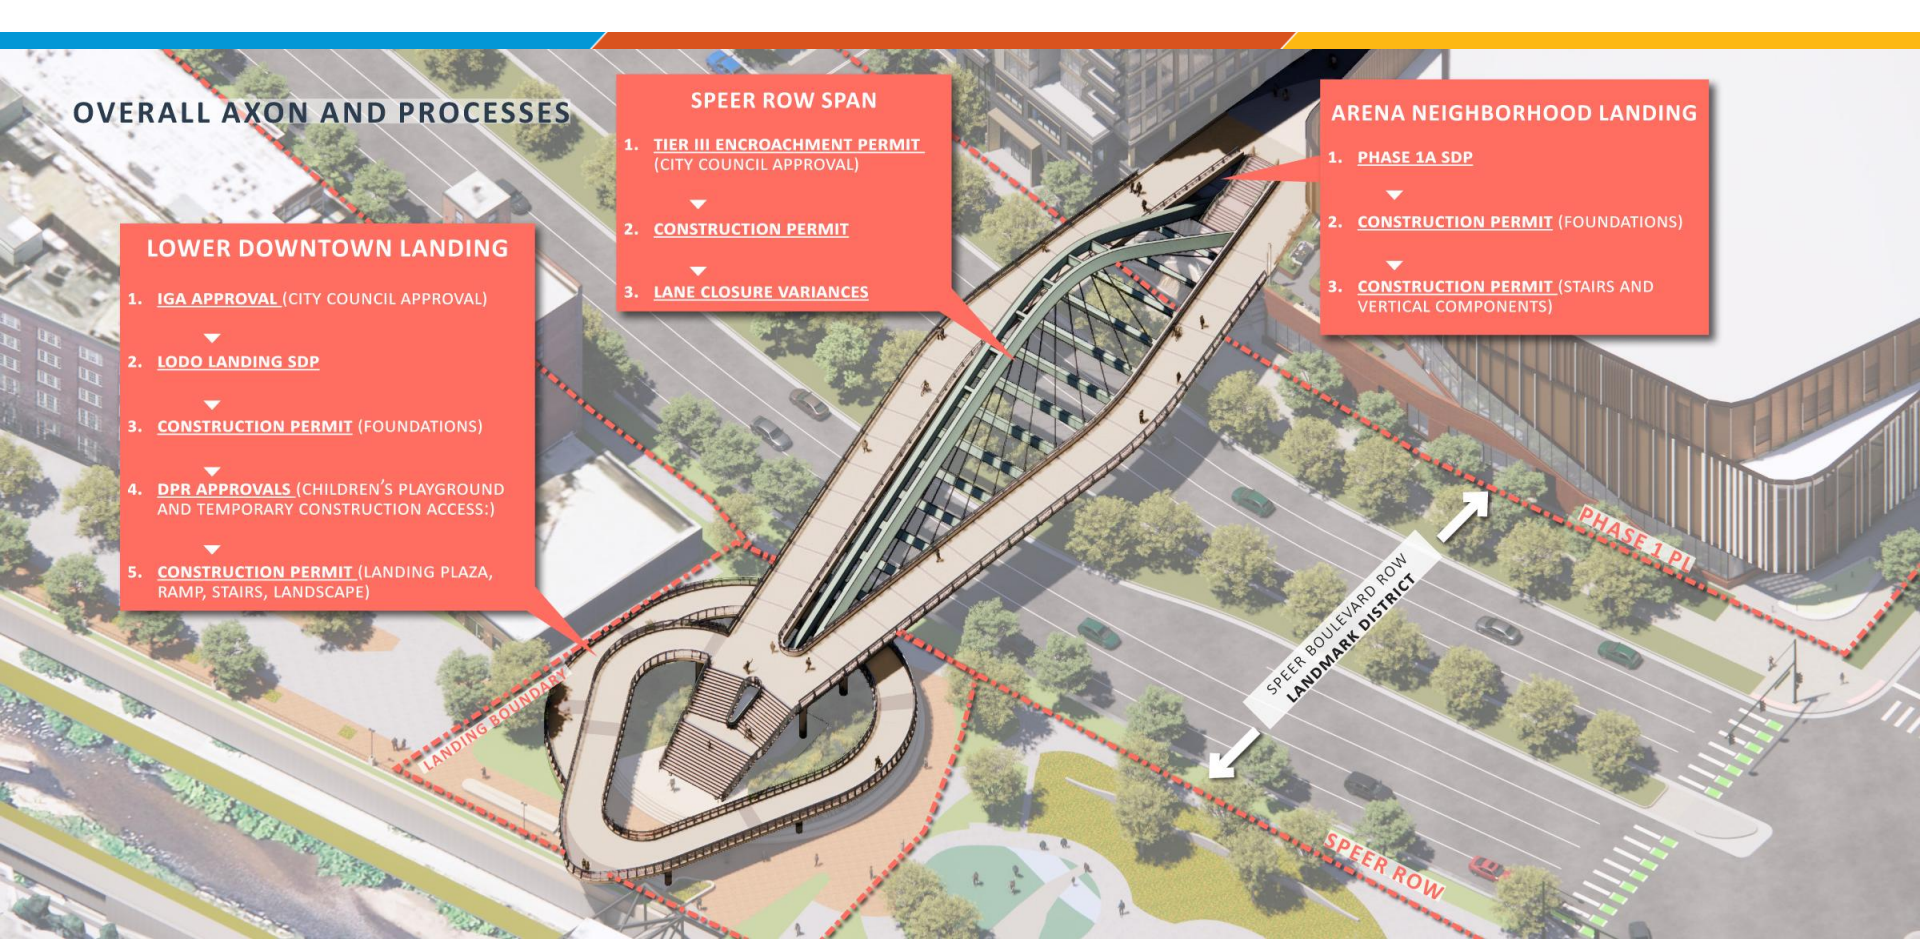 OVERALL AXON AND PROCESSES
LOWER DOWNTOWN LANDING
1. IGA APPROVAL (CITY COUNCIL APPROVAL)
2. LODO LANDING SDP
3. CONSTRUCTION PERMIT (FOUNDATIONS)
4. DPR APPROVALS (CHILDREN'S PLAYGROUND
AND TEMPORARY CONSTRUCTION ACCESS:)
5. CONSTRUCTION PERMIT (LANDING PLAZA,
RAMP, STAIRS, LANDSCAPE)
SPEER ROW SPAN
1. TIER III ENCROACHMENT PERMIT
(CITY COUNCIL APPROVAL)
2. CONSTRUCTION PERMIT
3. LANE CLOSURE VARIANCES
ARENA NEIGHBORHOOD LANDING
1. PHASE 1A SDP
2. CONSTRUCTION PERMIT (FOUNDATIONS)
3. CONSTRUCTION PERMIT (STAIRS AND
VERTICAL COMPONENTS)
LANDING BOUNDARY
SPEER BOULEVARD ROW
LANDMARK DISTRICT
PHASE 1 PL
SPEER ROW